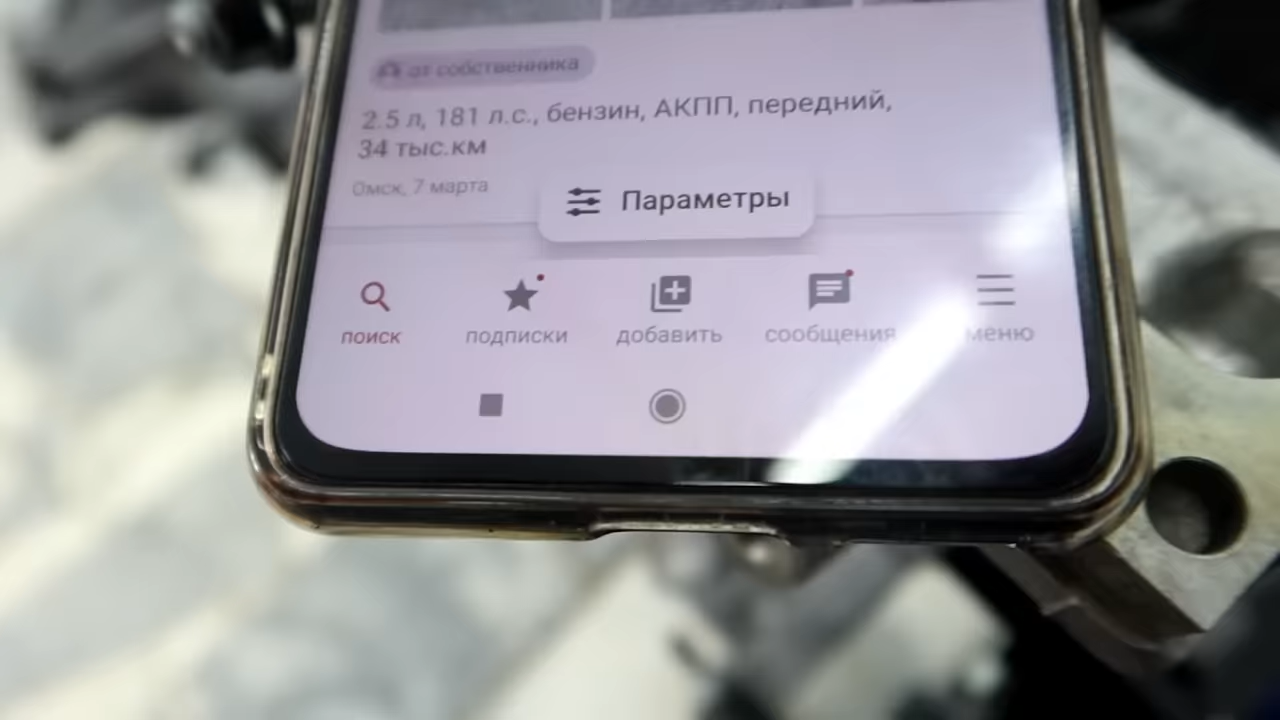 от собственника
2.5 л, 181 л.с., бензин, АКПП, передний,
34 тыс.км
Омск, 7 марта
Параметры
поиск
подписки
добавить
сообщения
меню